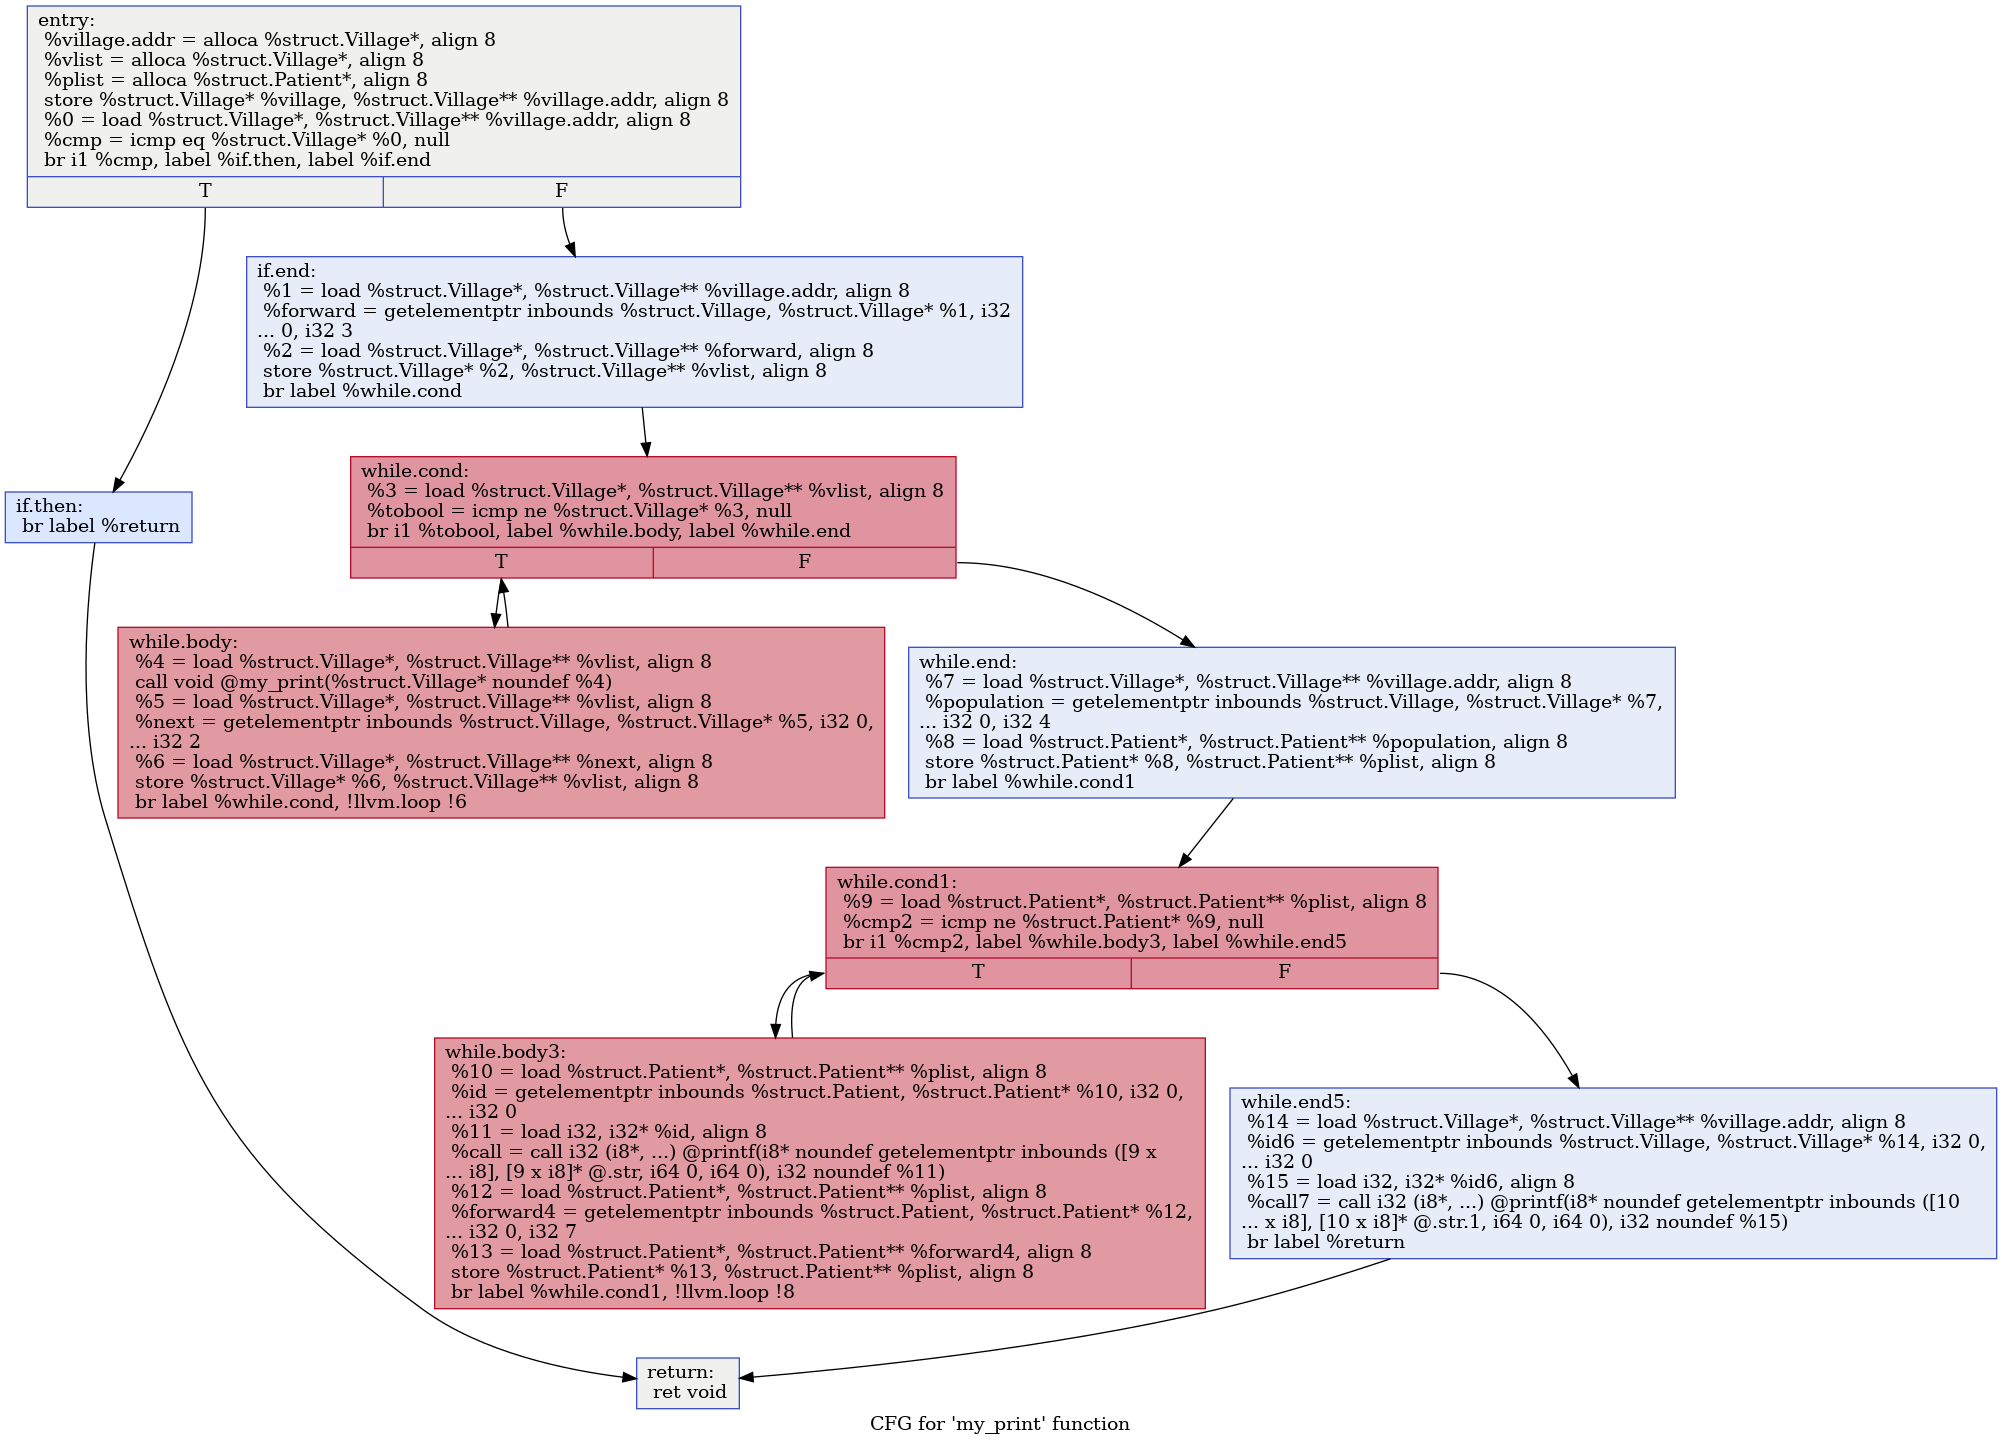 entry:
%village.addr = alloca %struct.Village*, align 8
%vlist = alloca %struct.Village*, align 8
%plist = alloca %struct.Patient*, align 8
store %struct.Village* %village, %struct.Village** %village.addr, align 8
%0 = load %struct.Village*, %struct.Village** %village.addr, align 8
%cmp = icmp eq %struct.Village* %0, null
br i1 %cmp, label %if.then, label %if.end
T
F
if.end:
%1 = load %struct.Village*, %struct.Village** %village.addr, align 8
%forward = getelementptr inbounds %struct.Village, %struct.Village* %1, i32
... 0, i32 3
%2 = load %struct.Village*, %struct.Village** %forward, align 8
store %struct.Village* %2, %struct.Village** %vlist, align 8
br label %while.cond
if.then:
br label %return
while.cond:
%3 = load %struct.Village*, %struct.Village** %vlist, align 8
%tobool = icmp ne %struct.Village* %3, null
br i1 %tobool, label %while.body, label %while.end
T
F
while.body:
%4 = load %struct.Village*, %struct.Village** %vlist, align 8
call void @my_print(%struct.Village* noundef %4)
%5 = load %struct.Village*, %struct.Village** %vlist, align 8
%next = getelementptr inbounds %struct.Village, %struct.Village* %5, i32 0,
... i32 2
%6 = load %struct.Village*, %struct.Village** %next, align 8
store %struct.Village* %6, %struct.Village** %vlist, align 8
br label %while.cond, !llvm.loop !6
while.end:
%7 = load %struct.Village*, %struct.Village** %village.addr, align 8
%population = getelementptr inbounds %struct.Village, %struct.Village* %7,
... i32 0, i32 4
%8 = load %struct.Patient*, %struct.Patient** %population, align 8
store %struct.Patient* %8, %struct.Patient** %plist, align 8
br label %while.cond1
while.cond1:
%9 = load %struct.Patient*, %struct.Patient** %plist, align 8
%cmp2 = icmp ne %struct.Patient* %9, null
br i1 %cmp2, label %while.body3, label %while.end5
T
F
while.body3:
%10 = load %struct.Patient*, %struct.Patient** %plist, align 8
%id = getelementptr inbounds %struct.Patient, %struct.Patient* %10, i32 0,
... i32 0
%11 = load i32, i32* %id, align 8
%call = call i32 (i8*, ...) @printf(i8* noundef getelementptr inbounds ([9 x
... i8], [9 x i8]* @.str, i64 0, i64 0), i32 noundef %11)
%12 = load %struct.Patient*, %struct.Patient** %plist, align 8
%forward4 = getelementptr inbounds %struct.Patient, %struct.Patient* %12,
... i32 0, i32 7
%13 = load %struct.Patient*, %struct.Patient** %forward4, align 8
store %struct.Patient* %13, %struct.Patient** %plist, align 8
br label %while.cond1, !llvm.loop !8
while.end5:
%14 = load %struct.Village*, %struct.Village** %village.addr, align 8
%id6 = getelementptr inbounds %struct.Village, %struct.Village* %14, i32 0,
... i32 0
%15 = load i32, i32* %id6, align 8
%call7 = call i32 (i8*, ...) @printf(i8* noundef getelementptr inbounds ([10
... x i8], [10 x i8]* @.str.1, i64 0, i64 0), i32 noundef %15)
br label %return
return:
ret void
CFG for 'my_print' function